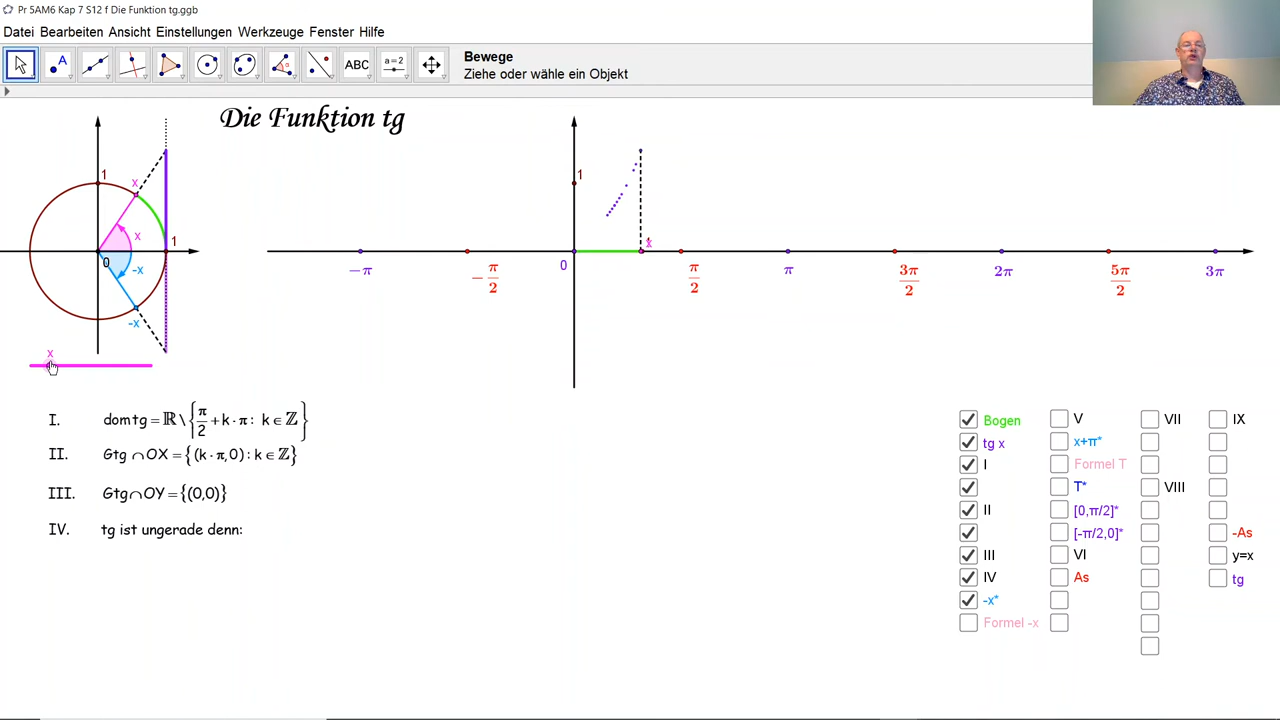 Pr 5AM6 Kap 7 S12 f Die Funktion tg.ggb
Datei Bearbeiten Ansicht Einstellungen Werkzeuge Fenster Hilfe
A
ABC
a=2
Bewege
Ziehe oder wähle ein Objekt
Die Funktion tg
1
x
x
1
0
-x
-x
x
1
x
0
−π
−π/2
π/2
π
3π/2
2π
5π/2
3π
I. dom tg = ℝ \ {π/2 + k · π : k ∈ ℤ}
II. Gtg ∩ OX = {(k · π, 0) : k ∈ ℤ}
III. Gtg ∩ OY = {(0,0)}
IV. tg ist ungerade denn:
Bogen
tg x
I
II
III
IV
-x*
Formel -x
V
x+π*
Formel T
T*
[0,π/2]*
[-π/2,0]*
VI
As
VII
VIII
IX
-As
y=x
tg